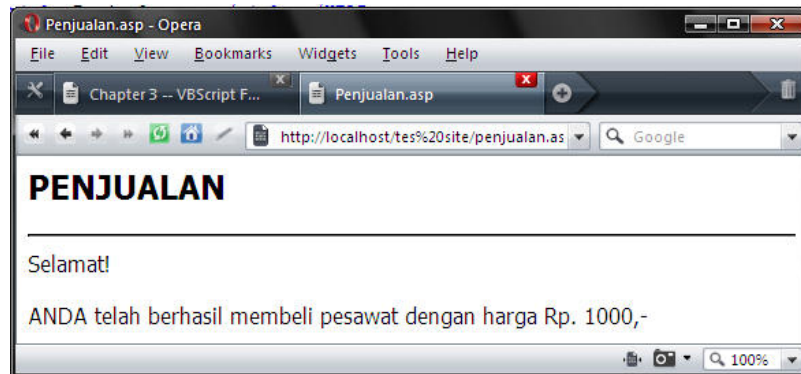 Penjualan.asp - Opera
File Edit View Bookmarks Widgets Tools Help
Chapter 3 -- VBScript F... Penjualan.asp
http://localhost/tes%20site/penjualan.as Google
PENJUALAN
Selamat!
ANDA telah berhasil membeli pesawat dengan harga Rp. 1000,-
100%